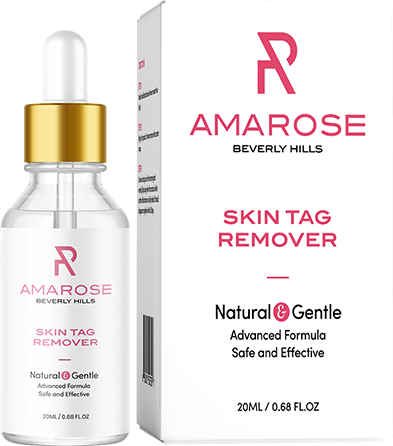 AMAROSE
BEVERLY HILLS
SKIN TAG
REMOVER
Natural & Gentle
Advanced Formula
Safe and Effective
20ML / 0.68 FL.OZ
AMAROSE
BEVERLY HILLS
SKIN TAG
REMOVER
Natural & Gentle
Advanced Formula
Safe and Effective
20ML / 0.68 FL.OZ